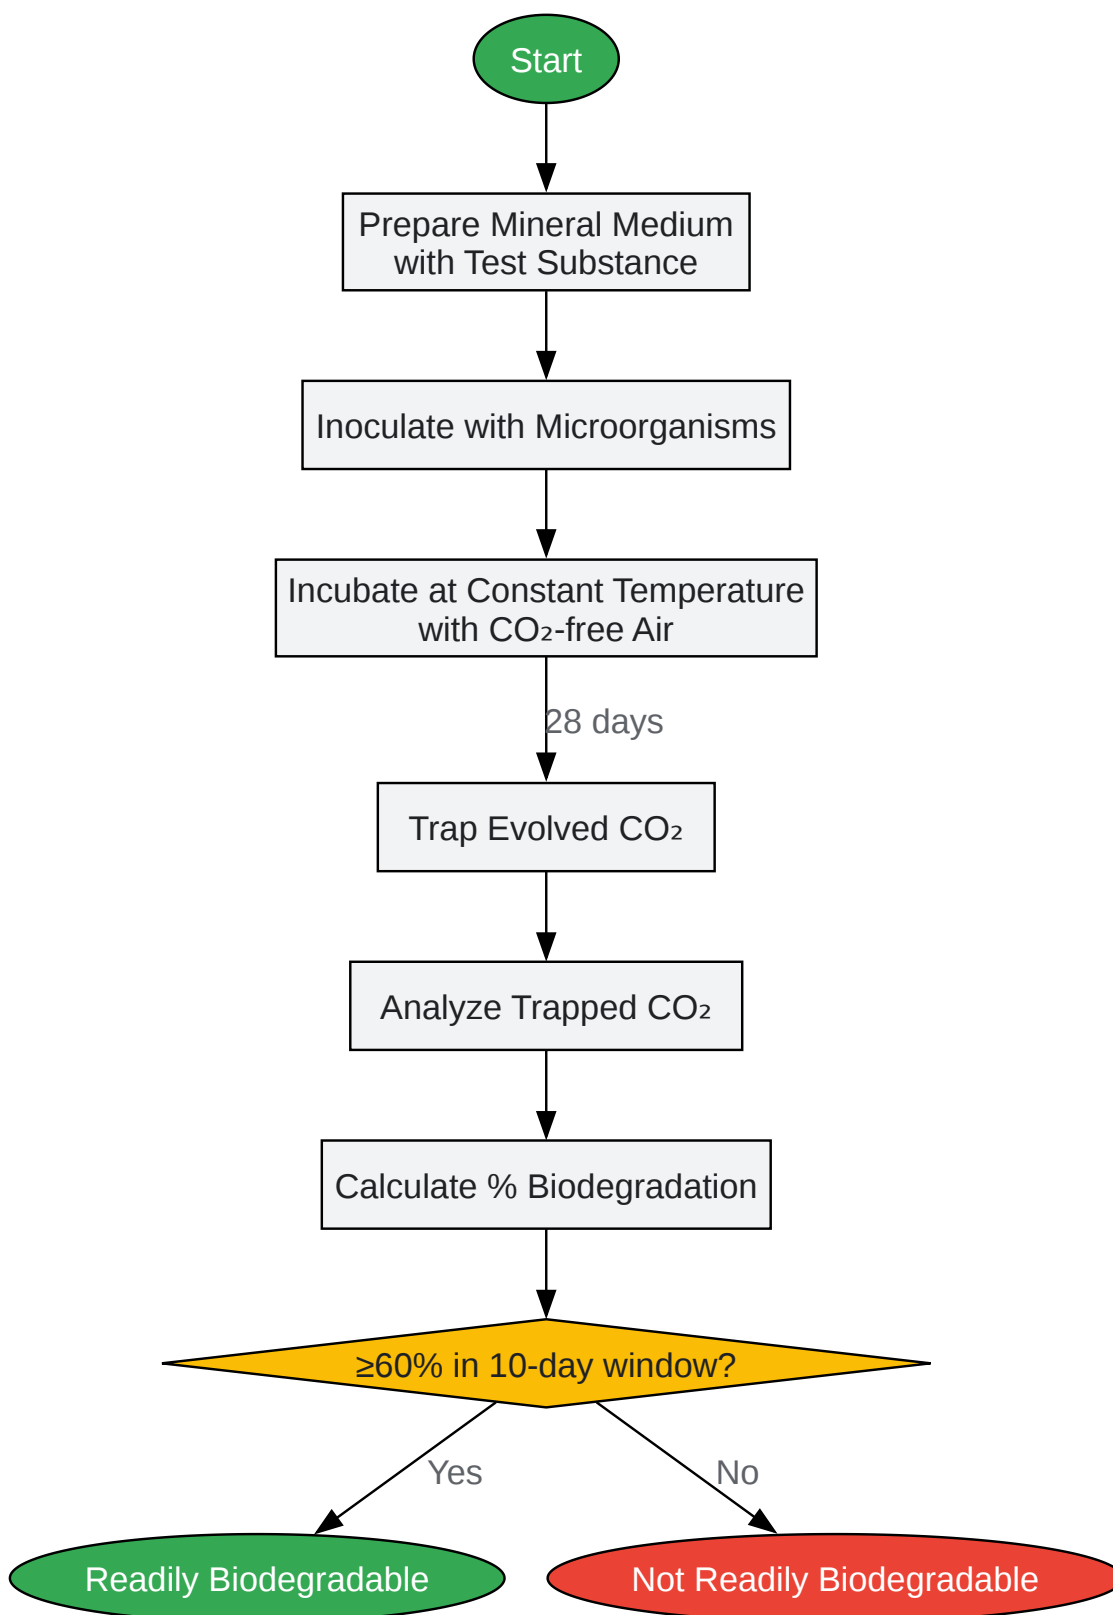 Start
Prepare Mineral Medium
with Test Substance
Inoculate with Microorganisms
Incubate at Constant Temperature
with CO₂-free Air
28 days
Trap Evolved CO₂
Analyze Trapped CO₂
Calculate % Biodegradation
≥60% in 10-day window?
Yes
No
Readily Biodegradable
Not Readily Biodegradable